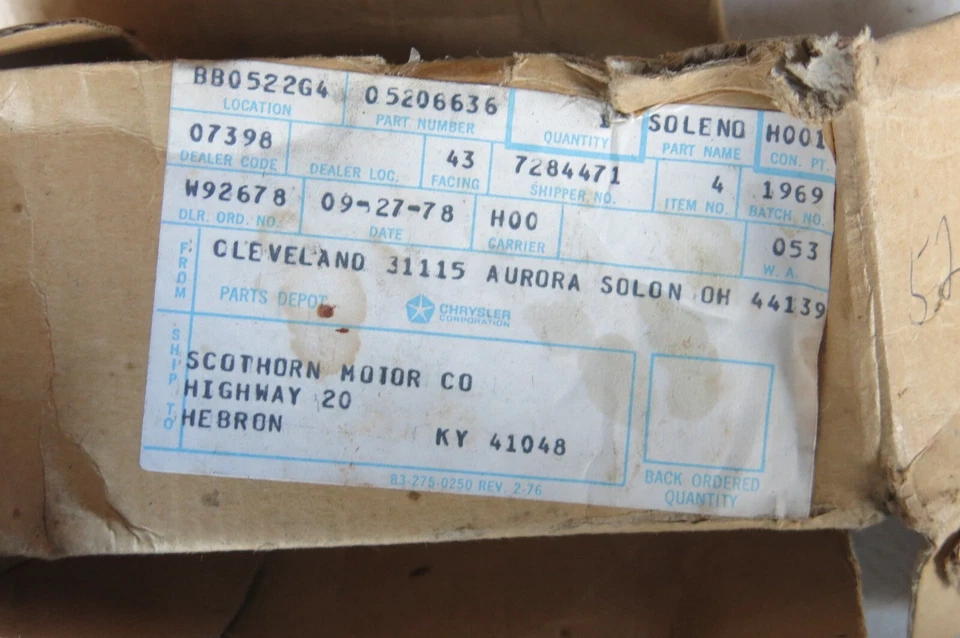 BB0522G4 05206636 1 SOLENO H001
LOCATION PART NUMBER QUANTITY PART NAME CON. PT.
07398 43 7284471 4 1969
DEALER CODE DEALER LOC. FACING SHIPPER NO. ITEM NO. BATCH NO.
W92678 09-27-78 H00 053
DLR. ORD. NO. DATE CARRIER W. A.
FROM
CLEVELAND 31115 AURORA SOLON OH 44139
PARTS DEPOT CHRYSLER
CORPORATION
SHIP TO
SCOTHORN MOTOR CO
HIGHWAY 20
HEBRON KY 41048
BACK ORDERED
QUANTITY
83-275-0250 REV. 2-76
52